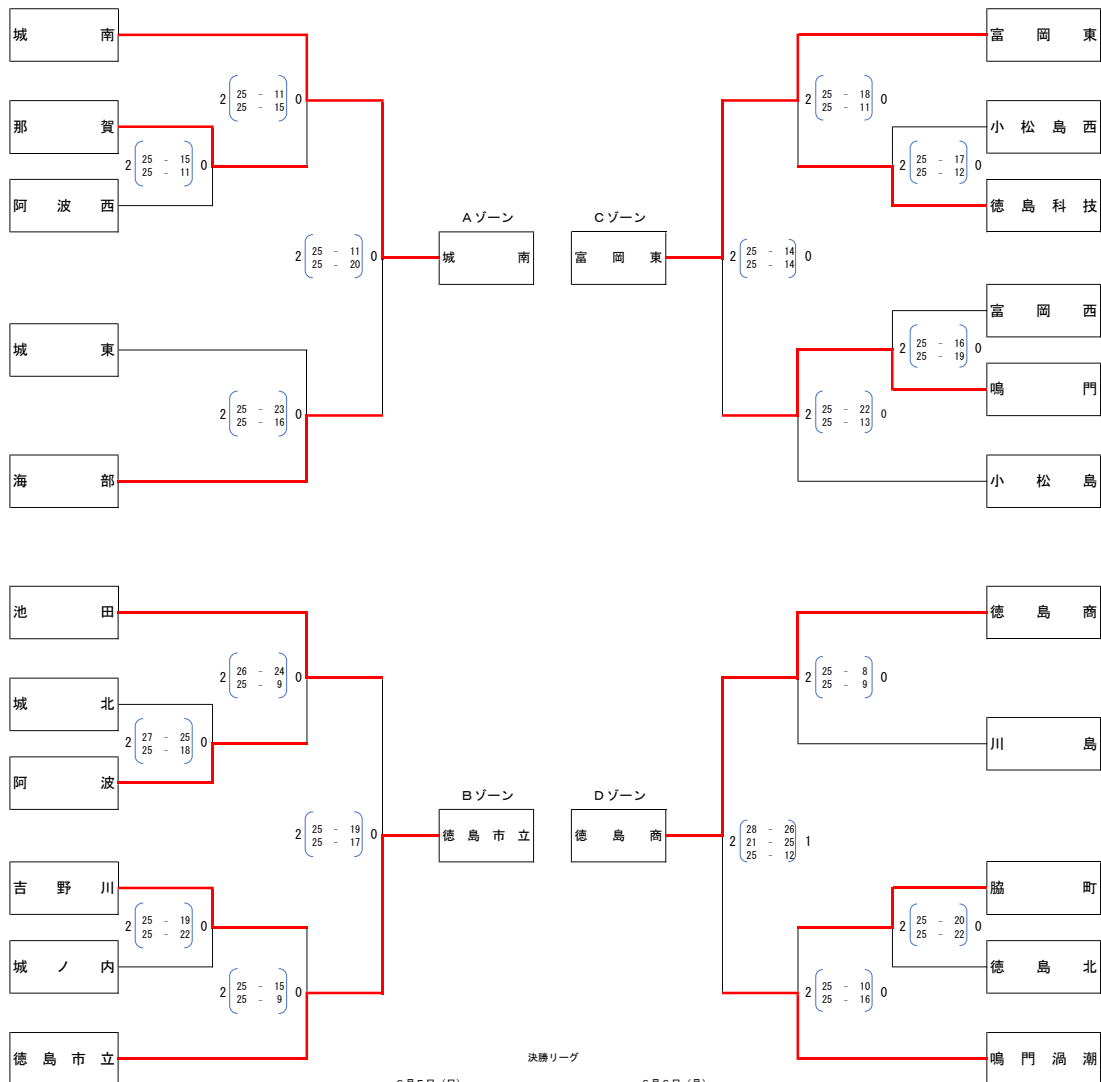 城南
富岡東
2 25 - 11 0
25 - 15
2 25 - 18 0
25 - 11
那賀
小松島西
2 25 - 15 0
25 - 11
2 25 - 17 0
25 - 12
阿波西
徳島科技
Aゾーン
Cゾーン
城南
富岡東
2 25 - 11 0
25 - 20
2 25 - 14 0
25 - 14
富岡西
城東
2 25 - 16 0
25 - 19
鳴門
2 25 - 23 0
25 - 16
2 25 - 22 0
25 - 13
海部
小松島
池田
徳島商
2 26 - 24 0
25 - 9
2 25 - 8 0
25 - 9
城北
2 27 - 25 0
25 - 18
川島
阿波
Bゾーン
Dゾーン
徳島市立
徳島商
2 25 - 19 0
25 - 17
2 28 - 26 1
21 - 25
25 - 12
吉野川
脇町
2 25 - 19 0
25 - 22
2 25 - 20 0
25 - 22
城ノ内
徳島北
2 25 - 15 0
25 - 9
2 25 - 10 0
25 - 16
徳島市立
鳴門渦潮
決勝リーグ